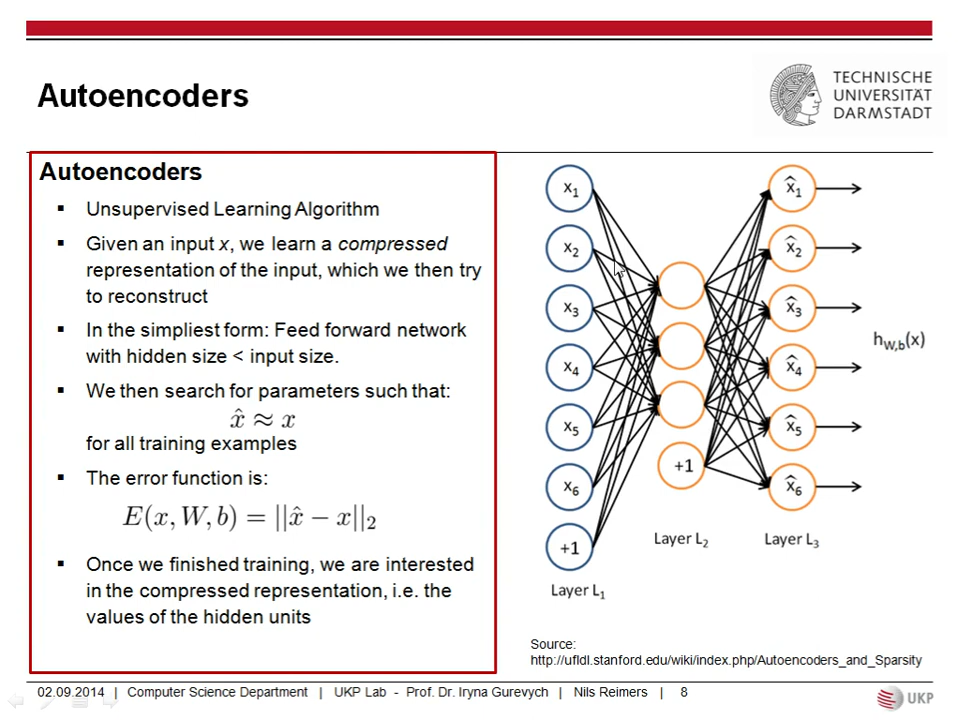 Autoencoders
TECHNISCHE
UNIVERSITÄT
DARMSTADT
Autoencoders
▪ Unsupervised Learning Algorithm
▪ Given an input x, we learn a compressed
representation of the input, which we then try
to reconstruct
▪ In the simpliest form: Feed forward network
with hidden size < input size.
▪ We then search for parameters such that:
x̂ ≈ x
for all training examples
▪ The error function is:
E(x, W, b) = ||x̂ − x||₂
▪ Once we finished training, we are interested
in the compressed representation, i.e. the
values of the hidden units
x₁
x₂
x₃
x₄
x₅
x₆
+1
Layer L₁
+1
Layer L₂
x̂₁
x̂₂
x̂₃
x̂₄
x̂₅
x̂₆
Layer L₃
h_W,b(x)
Source:
http://ufldl.stanford.edu/wiki/index.php/Autoencoders_and_Sparsity
02.09.2014 | Computer Science Department | UKP Lab - Prof. Dr. Iryna Gurevych | Nils Reimers | 8
UKP